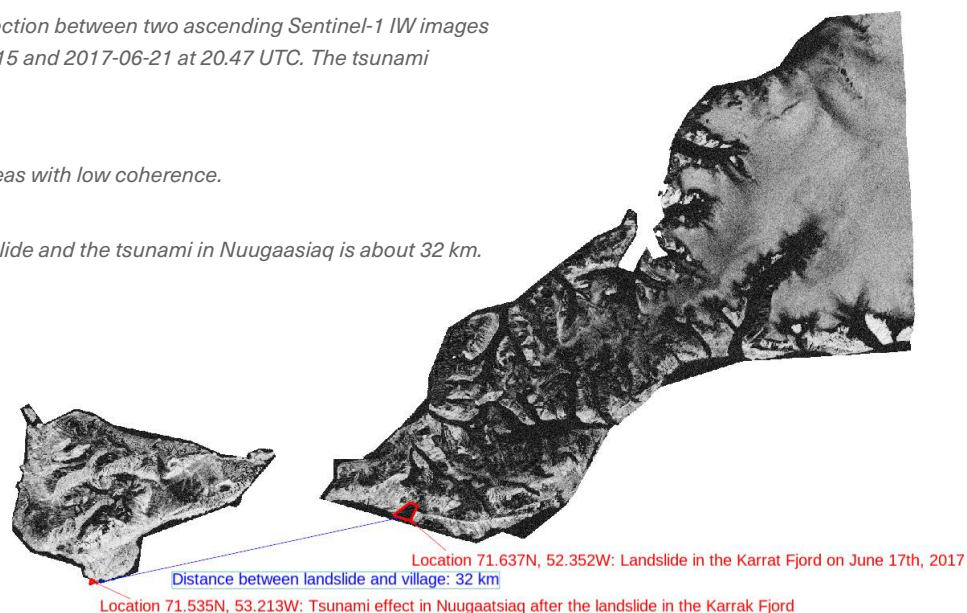 ection between two ascending Sentinel-1 IW images
15 and 2017-06-21 at 20.47 UTC. The tsunami
eas with low coherence.
lide and the tsunami in Nuugaasiaq is about 32 km.
Location 71.637N, 52.352W: Landslide in the Karrat Fjord on June 17th, 2017
Distance between landslide and village: 32 km
Location 71.535N, 53.213W: Tsunami effect in Nuugaatsiaq after the landslide in the Karrak Fjord